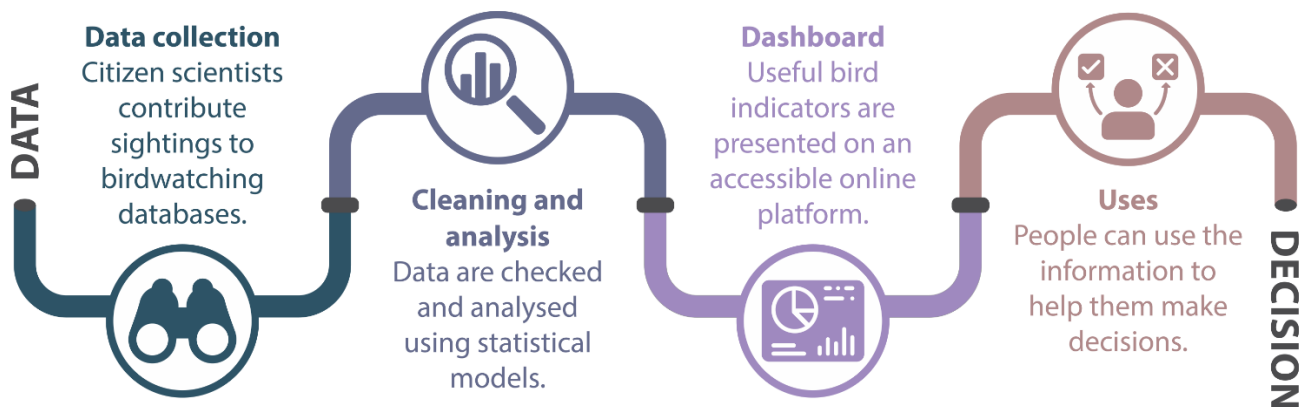 DATA
Data collection
Citizen scientists
contribute
sightings to
birdwatching
databases.
Cleaning and
analysis
Data are checked
and analysed
using statistical
models.
Dashboard
Useful bird
indicators are
presented on an
accessible online
platform.
Uses
People can use the
information to
help them make
decisions.
DECISION